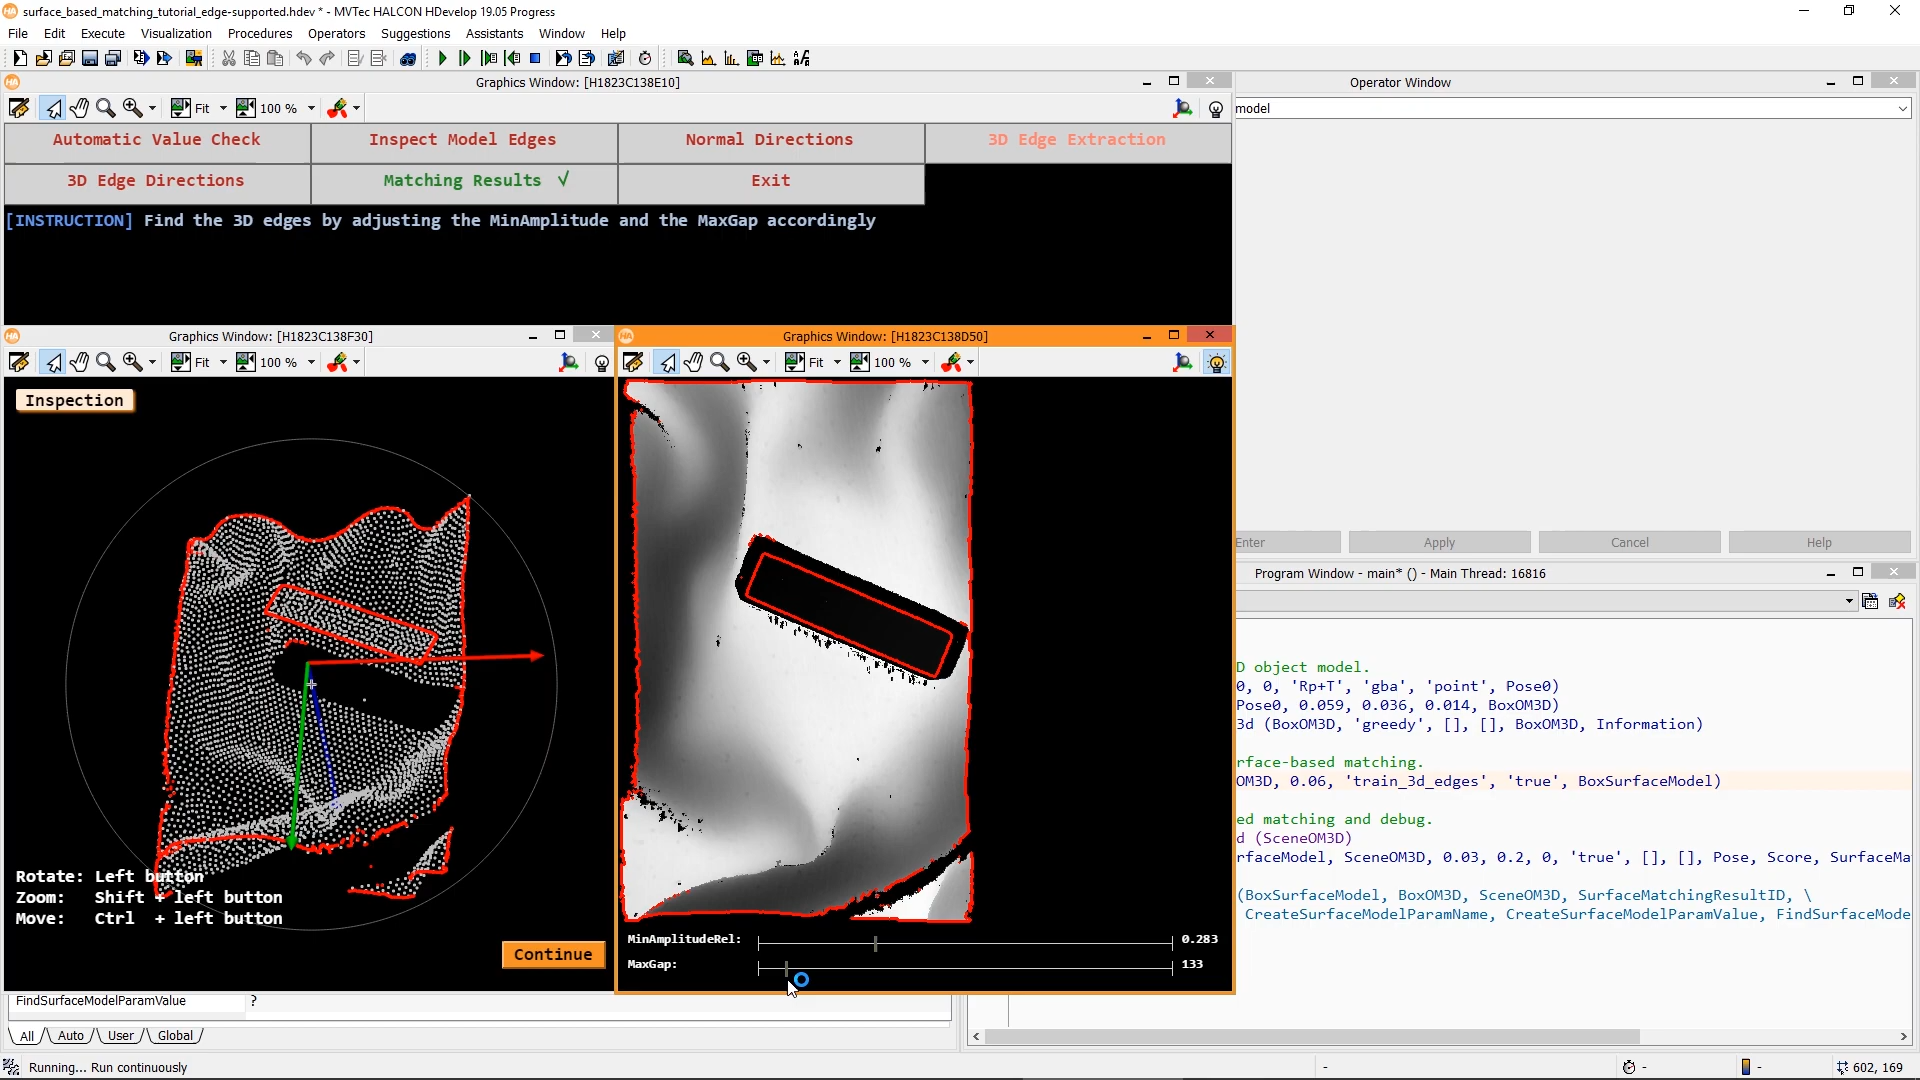 surface_based_matching_tutorial_edge-supported.hdev * - MVTec HALCON HDevelop 19.05 Progress
File Edit Execute Visualization Procedures Operators Suggestions Assistants Window Help
Graphics Window: [H1823C138E10]
Operator Window
Fit 100 %
model
Automatic Value Check Inspect Model Edges Normal Directions 3D Edge Extraction
3D Edge Directions Matching Results √ Exit
[INSTRUCTION] Find the 3D edges by adjusting the MinAmplitude and the MaxGap accordingly
Graphics Window: [H1823C138F30]
Fit 100 %
Inspection
Rotate: Left button
Zoom: Shift + left button
Move: Ctrl + left button
Continue
Graphics Window: [H1823C138D50]
Fit 100 %
MinAmplitudeRel: 0.283
MaxGap: 133
Enter Apply Cancel Help
Program Window - main* () - Main Thread: 16816
D object model.
0, 0, 'Rp+T', 'gba', 'point', Pose0)
Pose0, 0.059, 0.036, 0.014, BoxOM3D)
3d (BoxOM3D, 'greedy', [], [], BoxOM3D, Information)
rface-based matching.
OM3D, 0.06, 'train_3d_edges', 'true', BoxSurfaceModel)
ed matching and debug.
d (SceneOM3D)
rfaceModel, SceneOM3D, 0.03, 0.2, 0, 'true', [], [], Pose, Score, SurfaceMa
(BoxSurfaceModel, BoxOM3D, SceneOM3D, SurfaceMatchingResultID, \
CreateSurfaceModelParamName, CreateSurfaceModelParamValue, FindSurfaceMode
FindSurfaceModelParamValue ?
All Auto User Global
Running... Run continuously - - - 602, 169